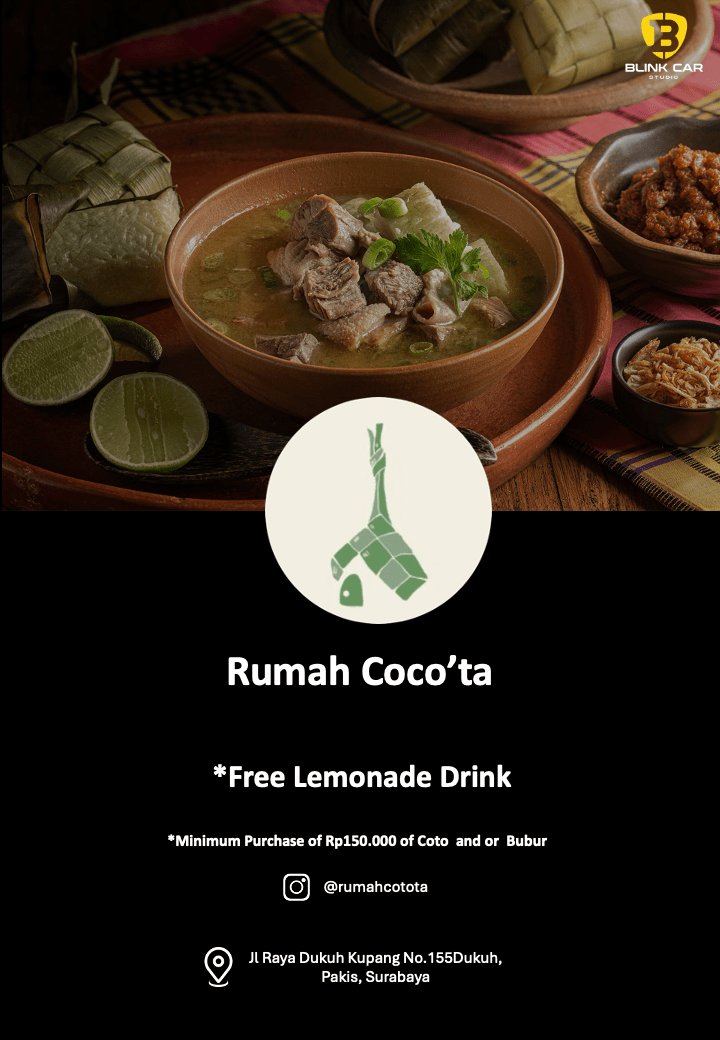 BLINK CAR
STUDIO
Rumah Coco’ta
*Free Lemonade Drink
*Minimum Purchase of Rp150.000 of Coto  and or  Bubur
@rumahcotota
Jl Raya Dukuh Kupang No.155Dukuh,
Pakis, Surabaya